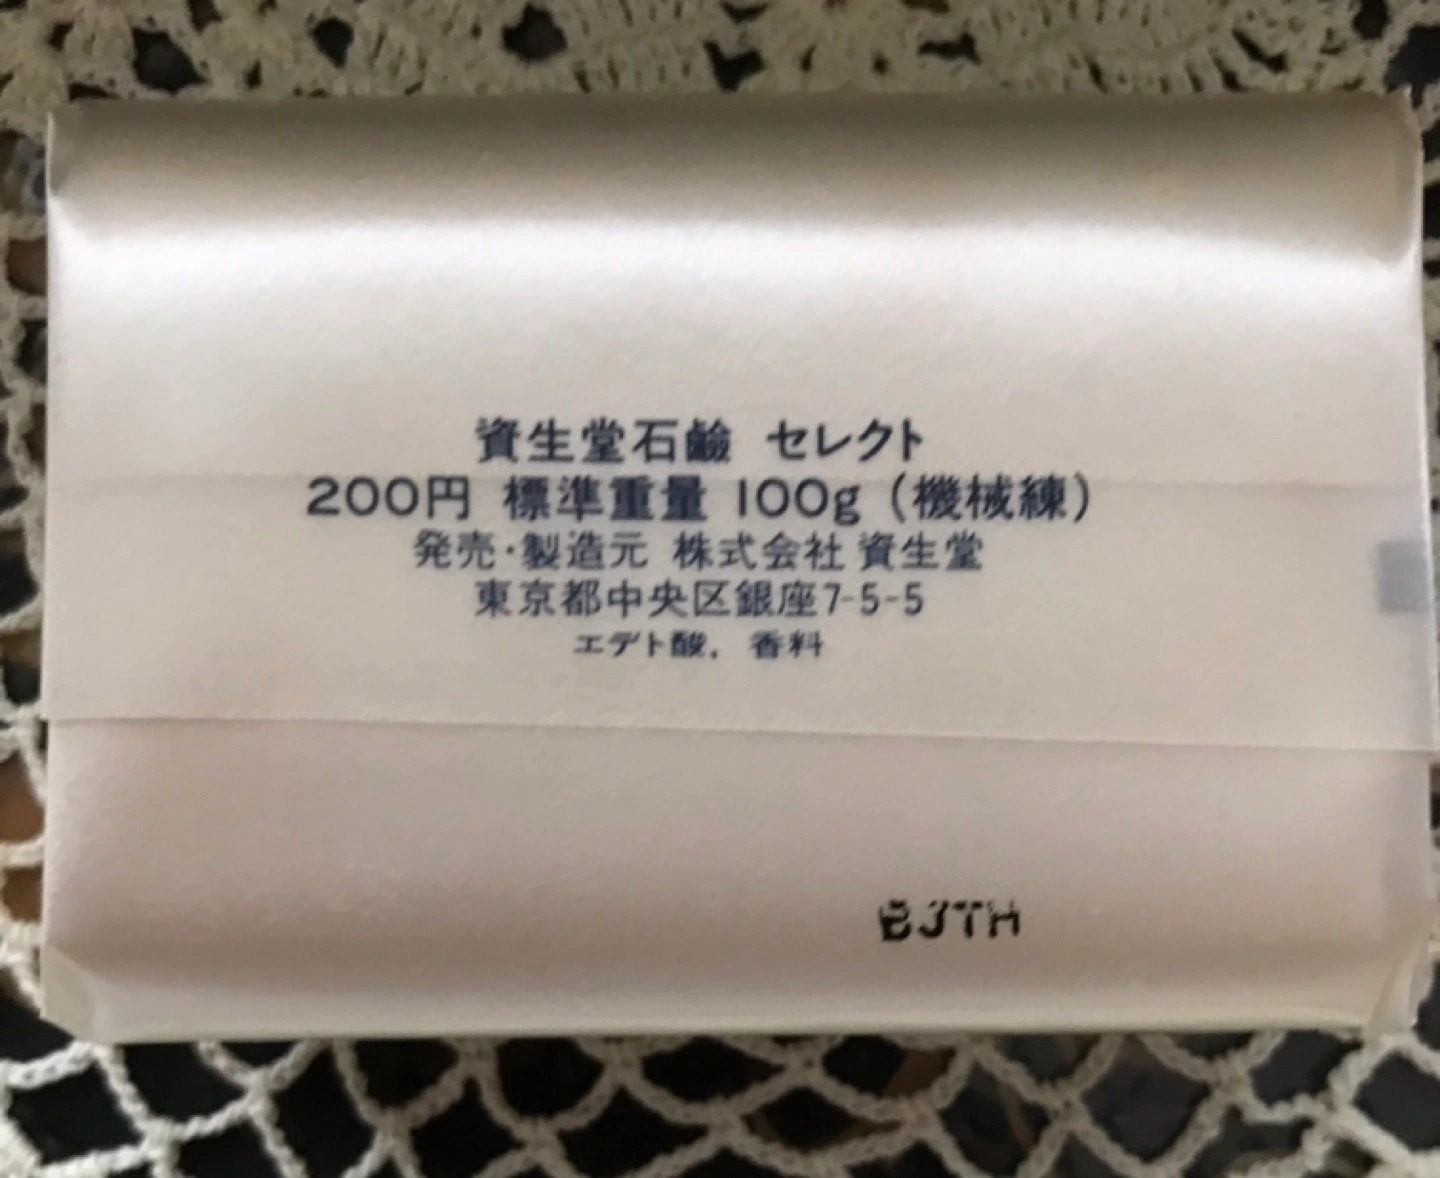 資生堂石鹸 セレクト
200円 標準重量 100g (機械練)
発売・製造元 株式会社 資生堂
東京都中央区銀座7-5-5
エデト酸, 香料
BJTH